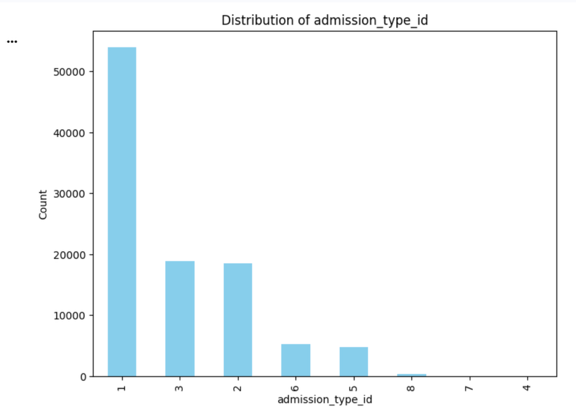 ...
Distribution of admission_type_id
Count
50000
40000
30000
20000
10000
0
1 3 2 6 5 8 7 4
admission_type_id